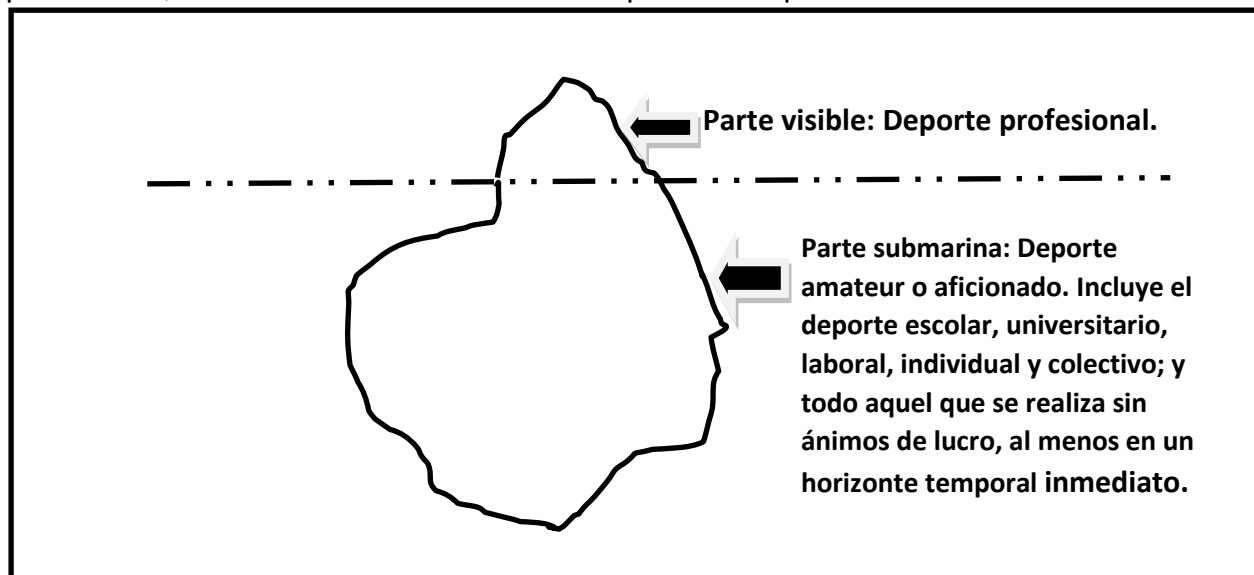 Parte visible: Deporte profesional.
Parte submarina: Deporte
amateur o aficionado. Incluye el
deporte escolar, universitario,
laboral, individual y colectivo; y
todo aquel que se realiza sin
ánimos de lucro, al menos en un
horizonte temporal inmediato.